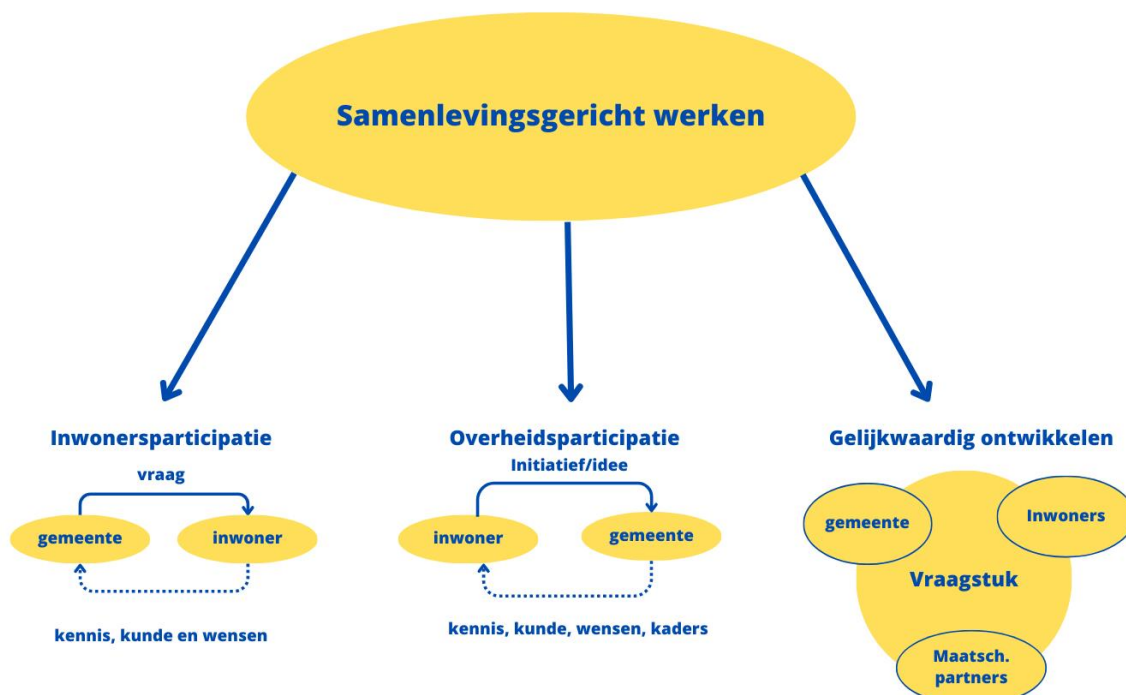 Samenlevingsgericht werken
Inwonersparticipatie
vraag
gemeente
inwoner
kennis, kunde en wensen
Overheidsparticipatie
Initiatief/idee
inwoner
gemeente
kennis, kunde, wensen, kaders
Gelijkwaardig ontwikkelen
gemeente
Inwoners
Vraagstuk
Maatsch.
partners